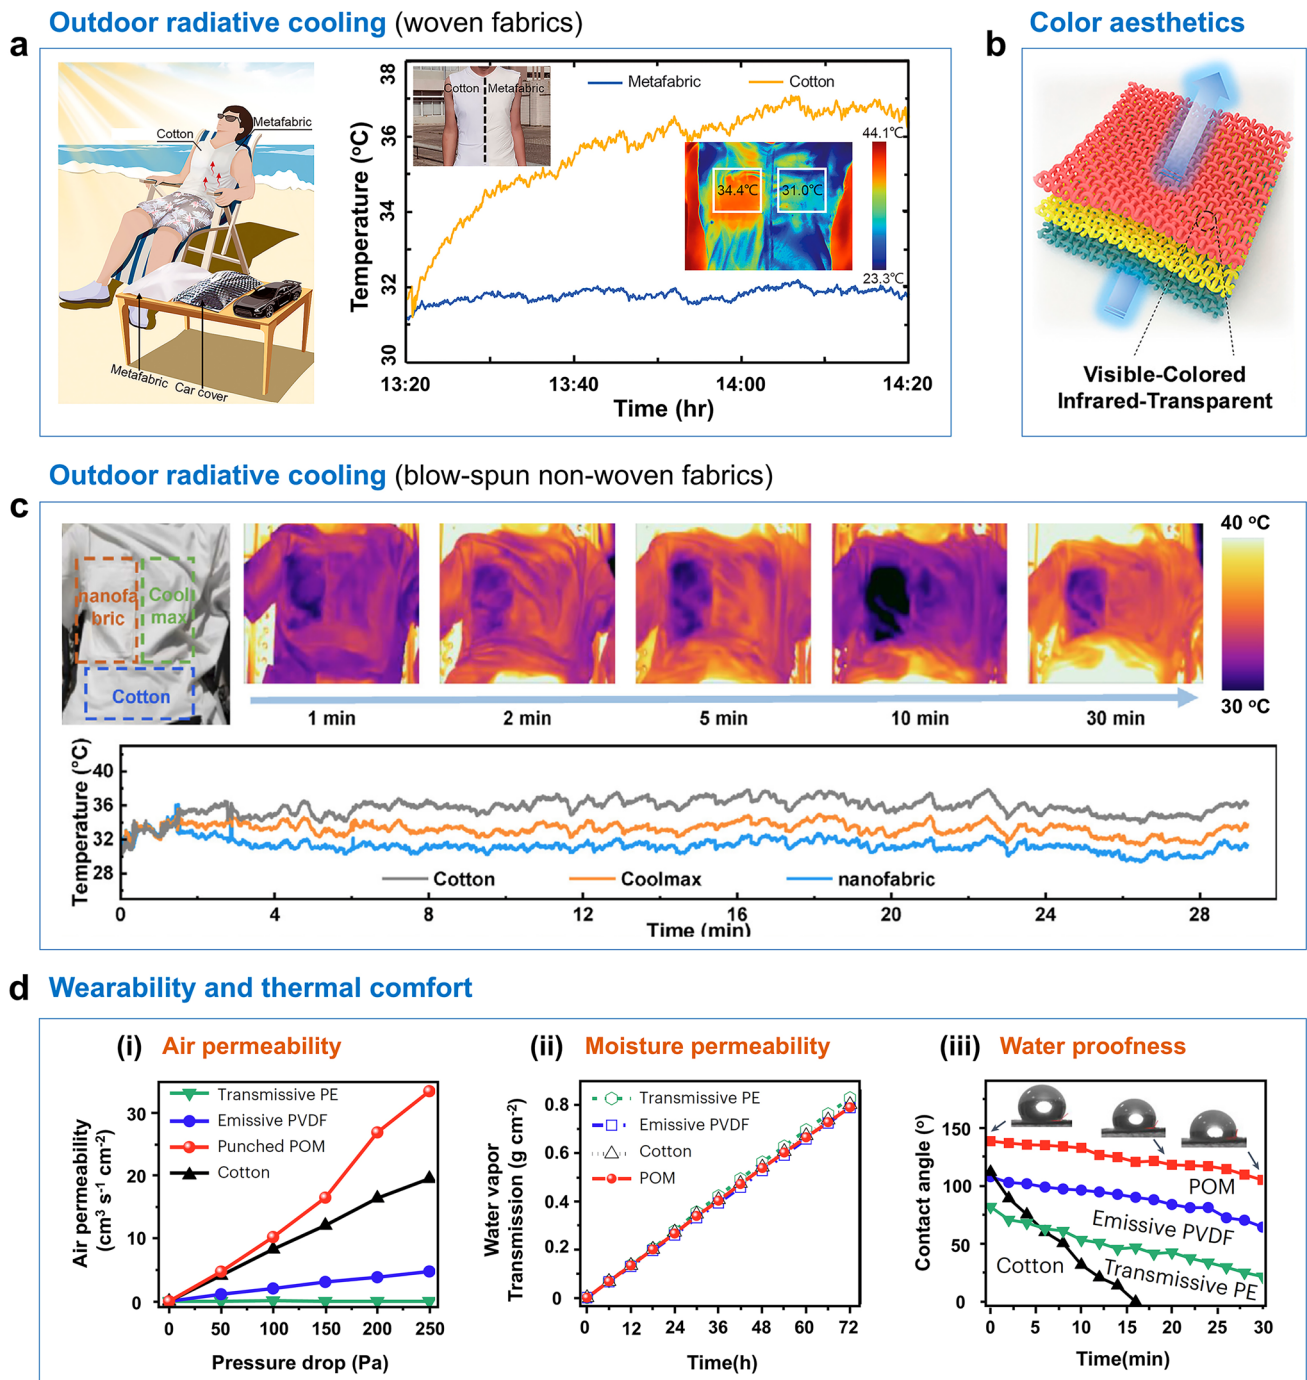 Outdoor radiative cooling (woven fabrics)
Color aesthetics
a
b
Cotton
Metafabric
Metafabric
Car cover
Cotton
Metafabric
Metafabric
Cotton
Temperature (oC)
38
36
34
32
30
13:20
13:40
14:00
14:20
Time (hr)
34.4℃
31.0℃
44.1℃
23.3℃
Visible-Colored
Infrared-Transparent
Outdoor radiative cooling (blow-spun non-woven fabrics)
c
nanofa
bric
Cool
max
Cotton
1 min
2 min
5 min
10 min
30 min
40 oC
30 oC
Temperature (°C)
40
36
32
28
Cotton
Coolmax
nanofabric
0
4
8
12
16
20
24
28
Time (min)
d
Wearability and thermal comfort
(i) Air permeability
Transmissive PE
Emissive PVDF
Punched POM
Cotton
Air permeability
(cm³ s⁻¹ cm⁻²)
30
20
10
0
0
50
100
150
200
250
Pressure drop (Pa)
(ii) Moisture permeability
Transmissive PE
Emissive PVDF
Cotton
POM
Water vapor
Transmission (g cm⁻²)
0.8
0.6
0.4
0.2
0
0
12
24
36
48
60
72
Time(h)
(iii) Water proofness
Contact angle (º)
150
100
50
0
POM
Emissive PVDF
Cotton
Transmissive PE
0
5
10
15
20
25
30
Time(min)